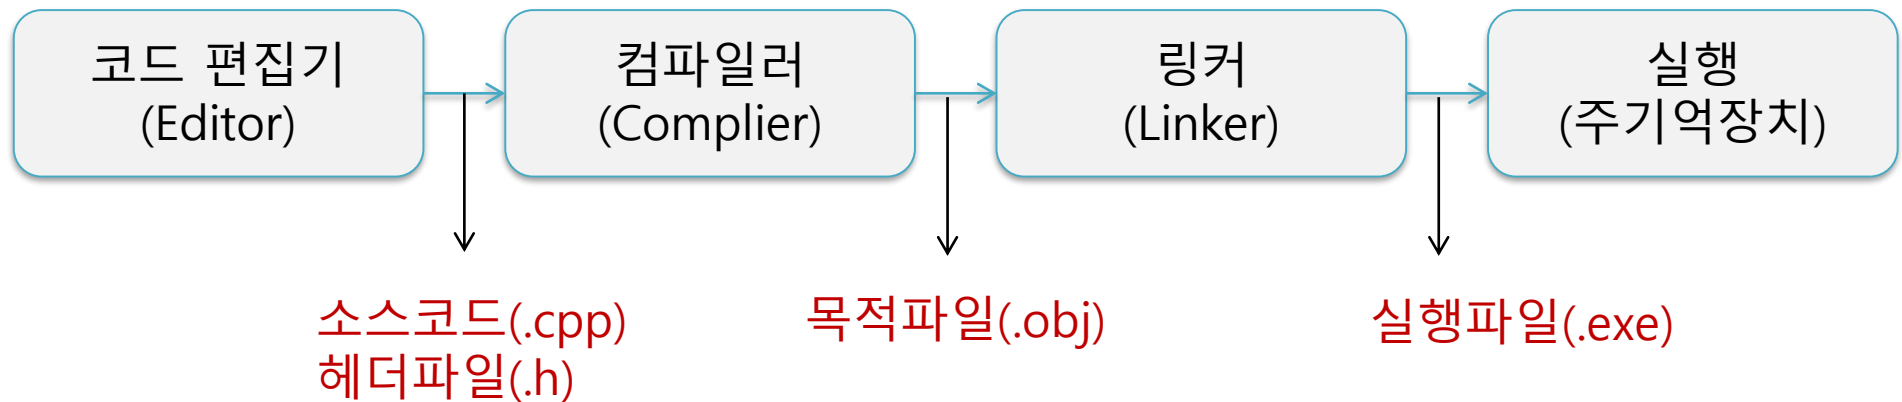 코드 편집기
(Editor)
컴파일러
(Complier)
링커
(Linker)
실행
(주기억장치)
소스코드(.cpp)
헤더파일(.h)
목적파일(.obj)
실행파일(.exe)